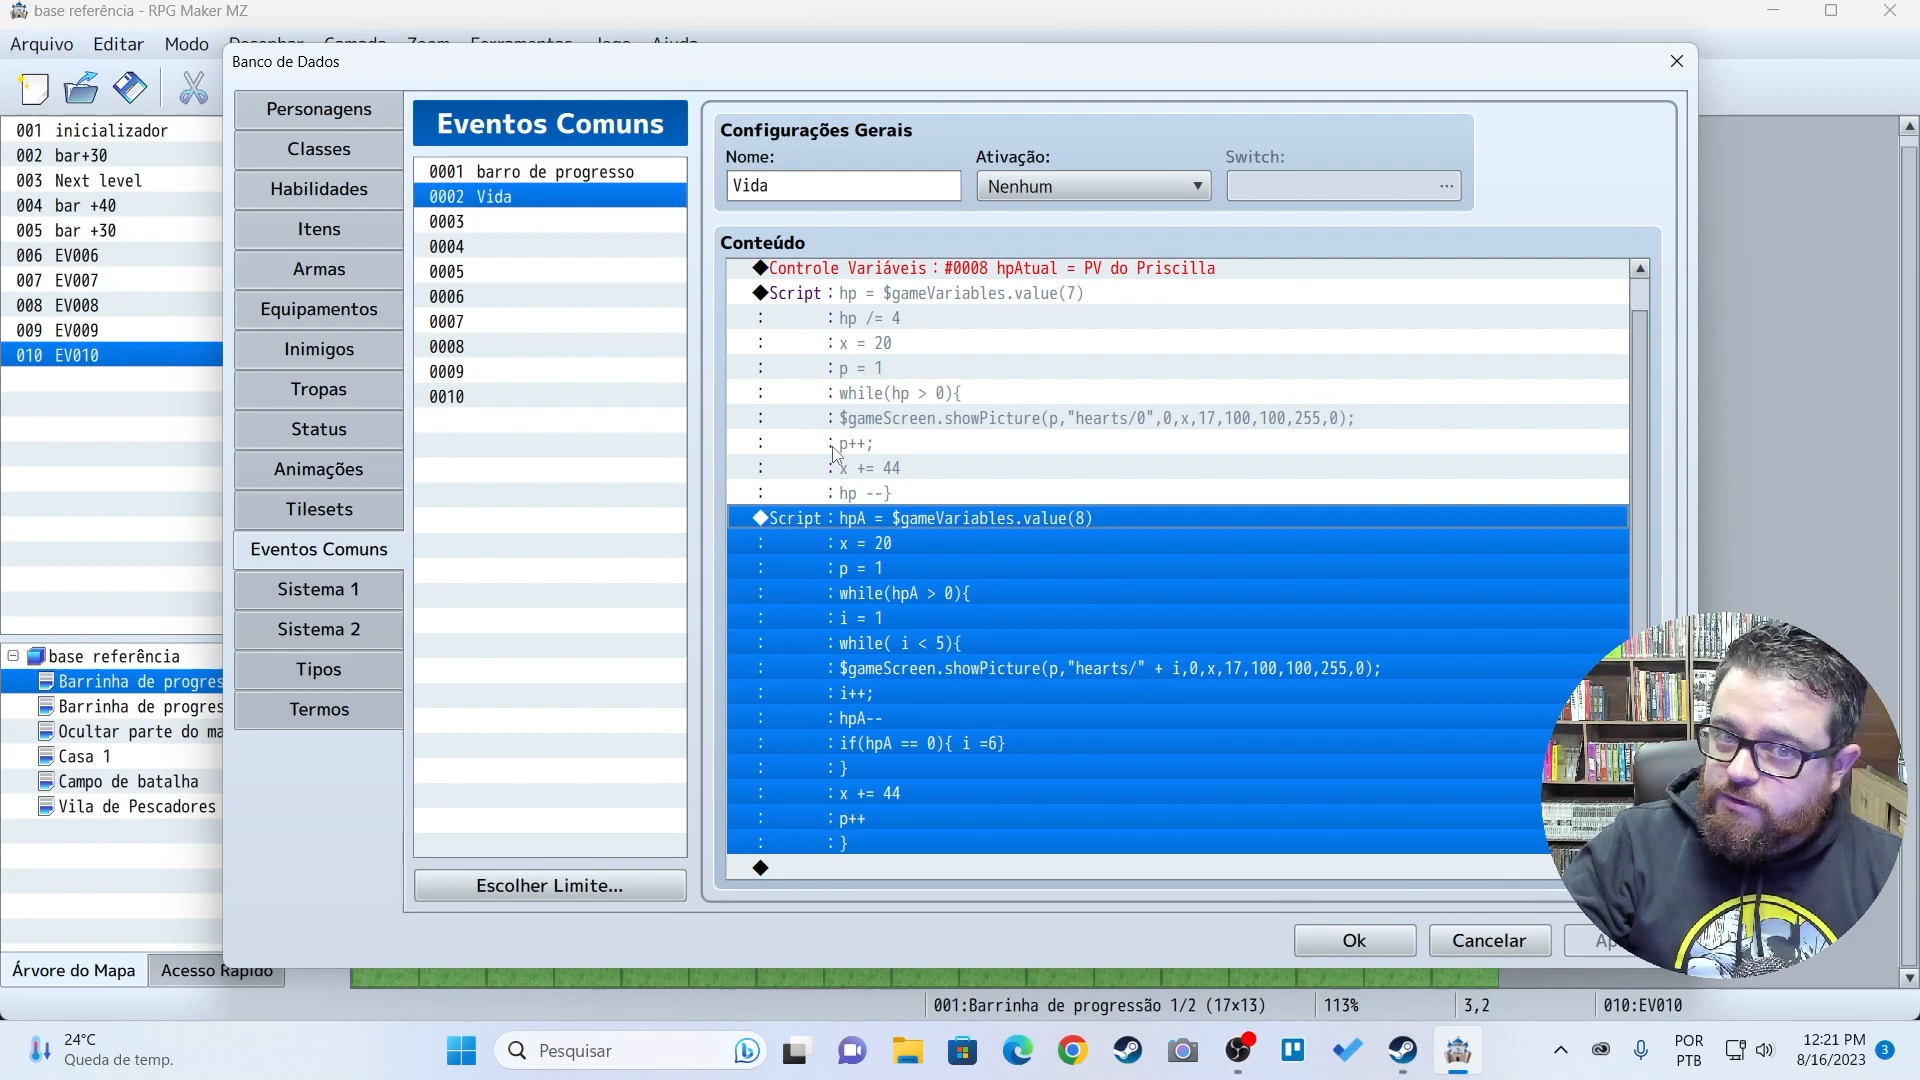 base referência - RPG Maker MZ
Arquivo Editar Modo
Banco de Dados
001 inicializador
002 bar+30
003 Next level
004 bar +40
005 bar +30
006 EV006
007 EV007
008 EV008
009 EV009
010 EV010
base referência
Barrinha de progres
Barrinha de progres
Ocultar parte do ma
Casa 1
Campo de batalha
Vila de Pescadores
Árvore do Mapa
Acesso Rápido
Personagens
Classes
Habilidades
Itens
Armas
Equipamentos
Inimigos
Tropas
Status
Animações
Tilesets
Eventos Comuns
Sistema 1
Sistema 2
Tipos
Termos
Eventos Comuns
0001 barro de progresso
0002 Vida
0003
0004
0005
0006
0007
0008
0009
0010
Escolher Limite...
Configurações Gerais
Nome: Ativação: Switch:
Vida Nenhum ...
Conteúdo
◆Controle Variáveis：#0008 hpAtual = PV do Priscilla
◆Script：hp = $gameVariables.value(7)
: :hp /= 4
: :x = 20
: :p = 1
: :while(hp > 0){
: :$gameScreen.showPicture(p,"hearts/0",0,x,17,100,100,255,0);
: :p++;
: :x += 44
: :hp --}
◆Script：hpA = $gameVariables.value(8)
: :x = 20
: :p = 1
: :while(hpA > 0){
: :i = 1
: :while( i < 5){
: :$gameScreen.showPicture(p,"hearts/" + i,0,x,17,100,100,255,0);
: :i++;
: :hpA--
: :if(hpA == 0){ i =6}
: :}
: :x += 44
: :p++
: :}
◆
Ok
Cancelar
Ap
001:Barrinha de progressão 1/2 (17x13) 113% 3,2 010:EV010
24°C
Queda de temp.
Pesquisar
POR
PTB
12:21 PM
8/16/2023
3